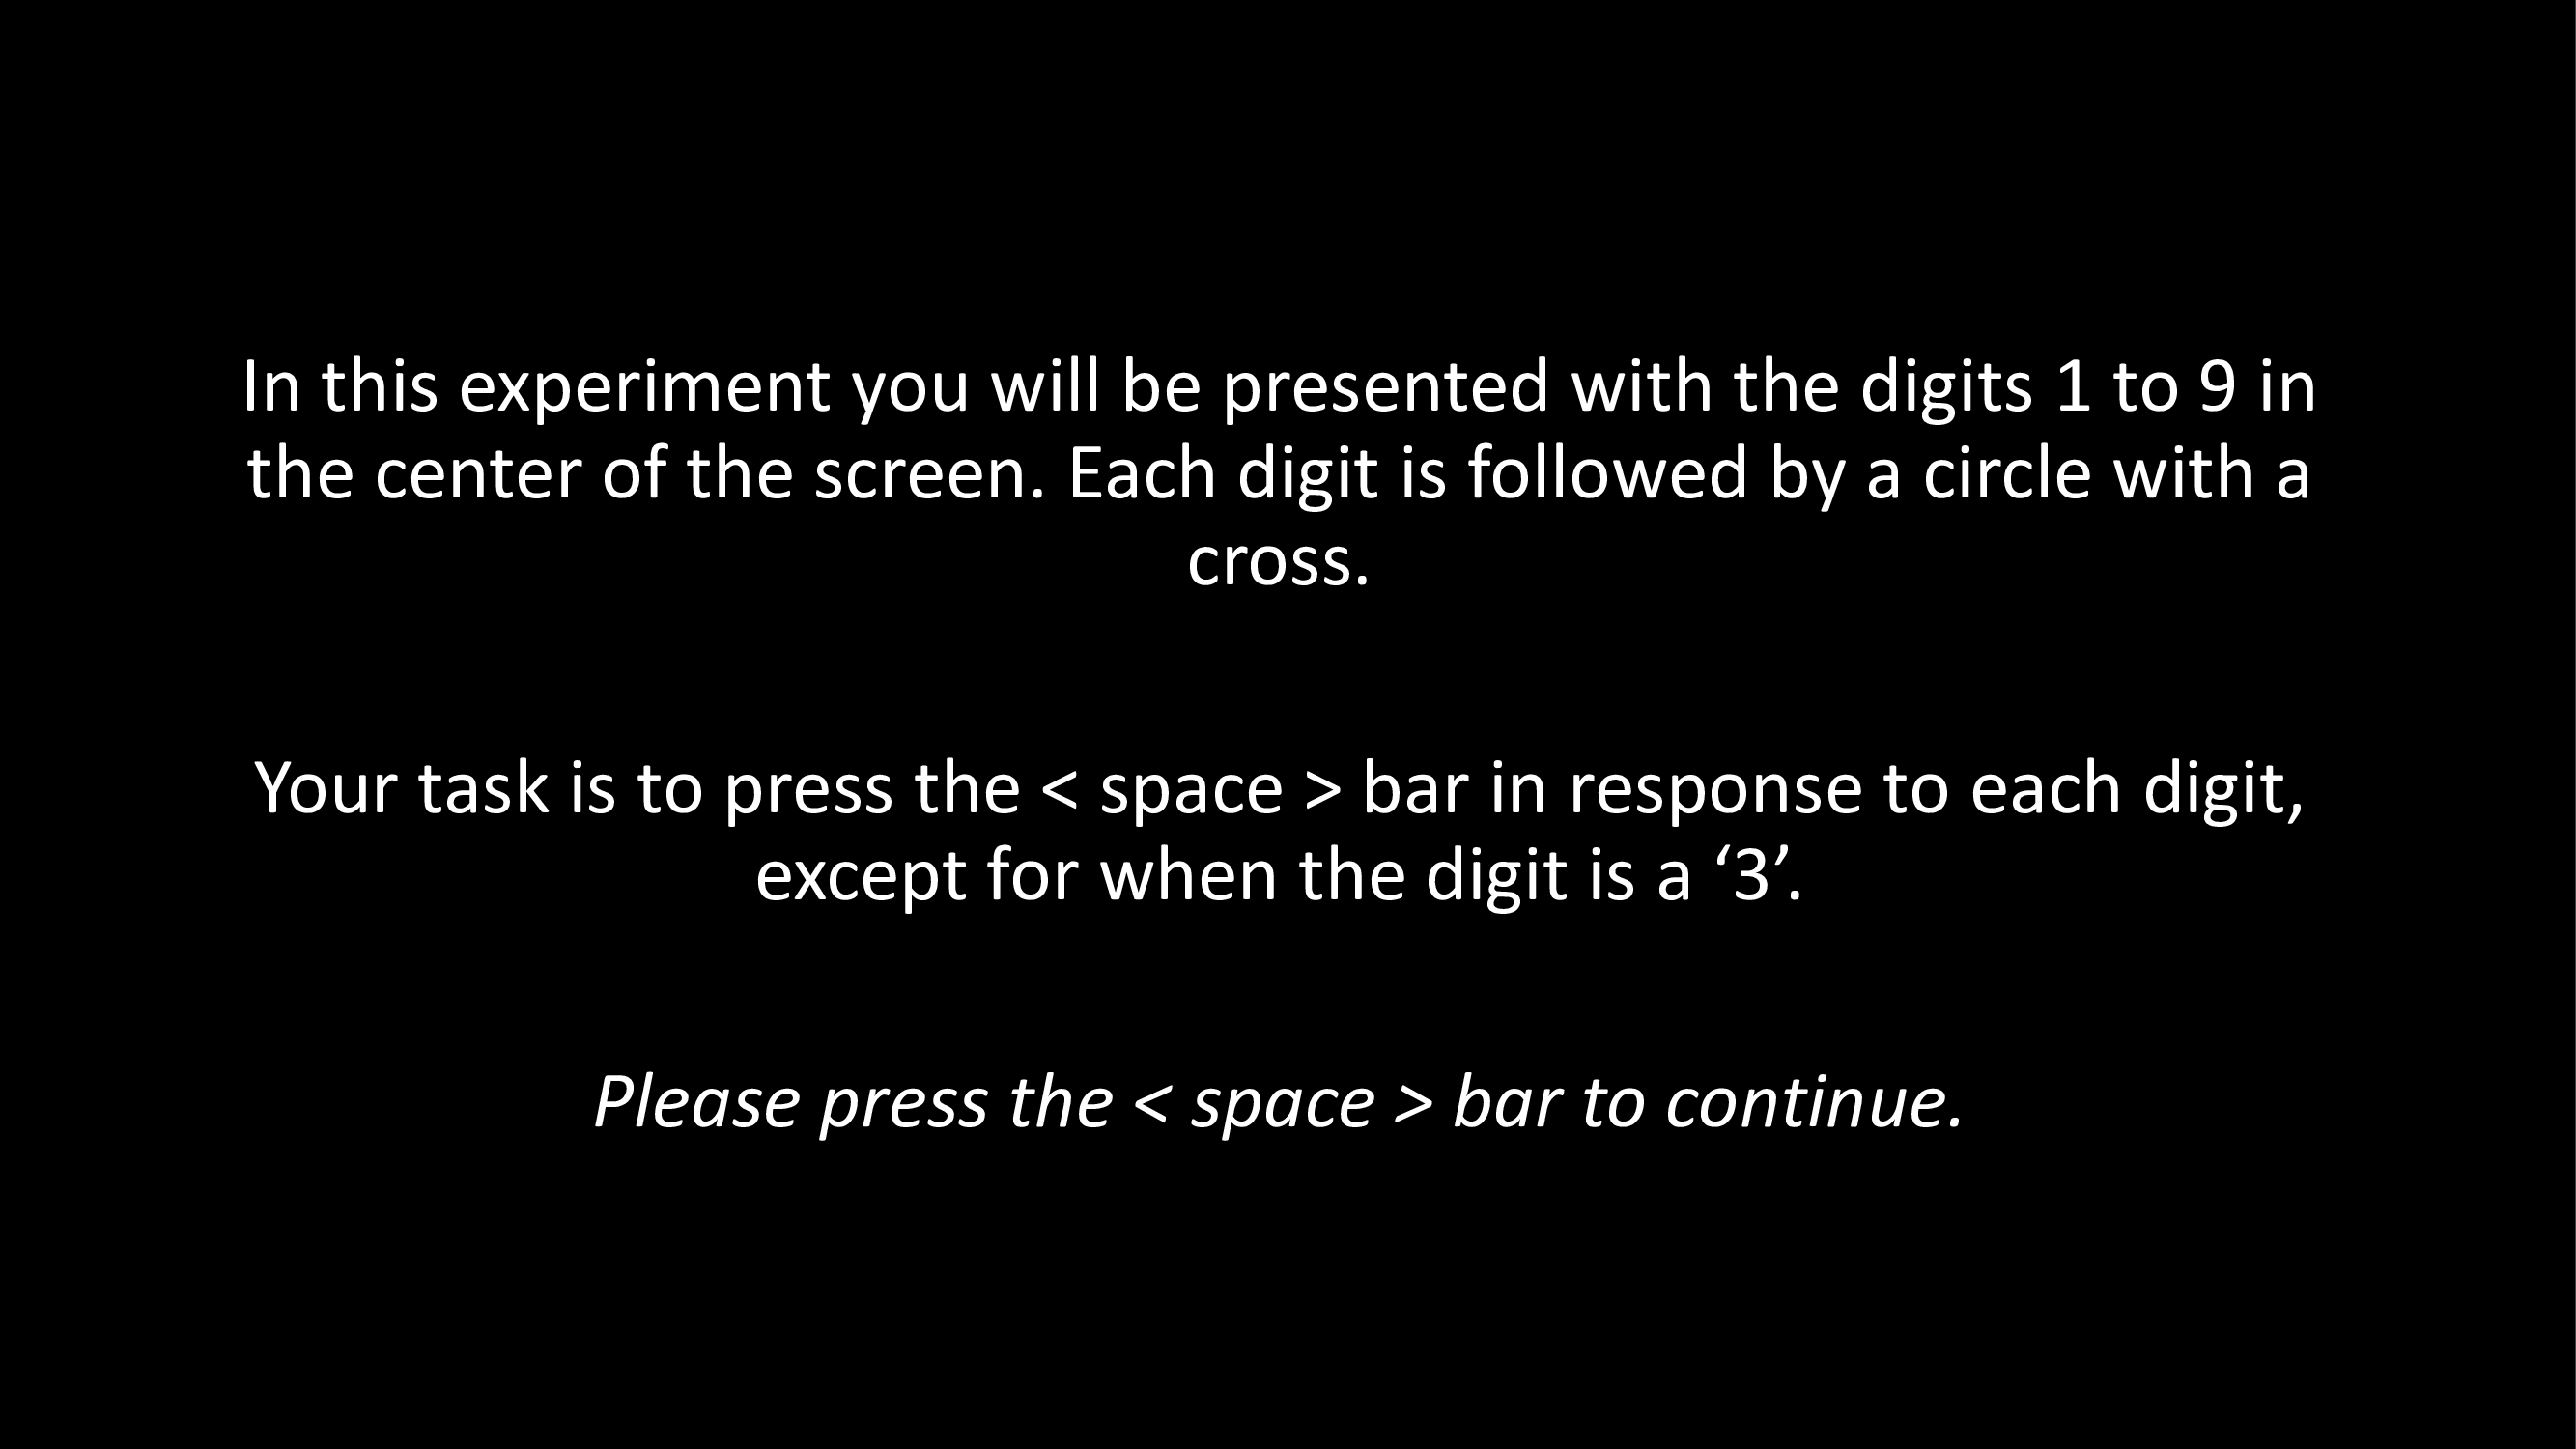 In this experiment you will be presented with the digits 1 to 9 in
the center of the screen. Each digit is followed by a circle with a
cross.
Your task is to press the < space > bar in response to each digit,
except for when the digit is a ‘3’.
Please press the < space > bar to continue.